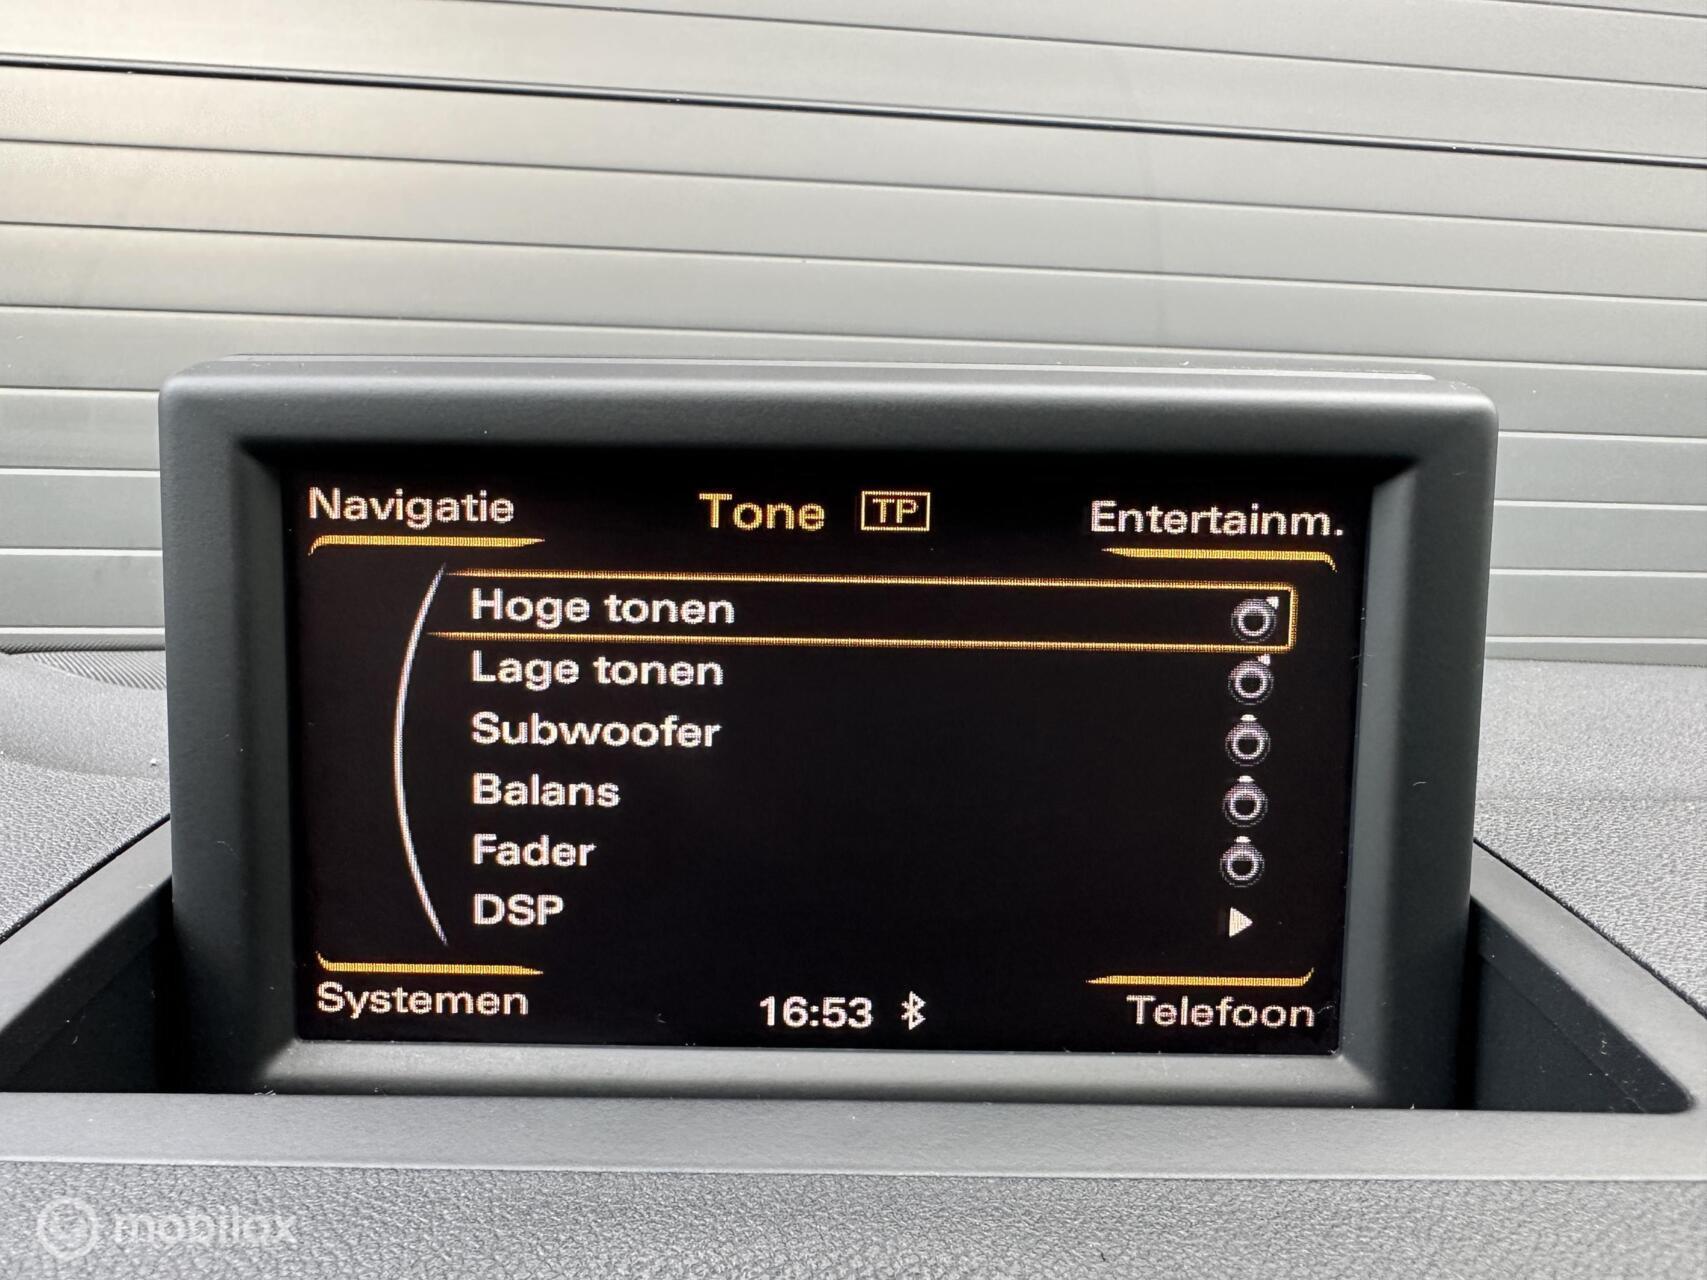 Navigatie
Tone TP
Entertainm.
Hoge tonen
Lage tonen
Subwoofer
Balans
Fader
DSP
Systemen
16:53
Telefoon
mobilox